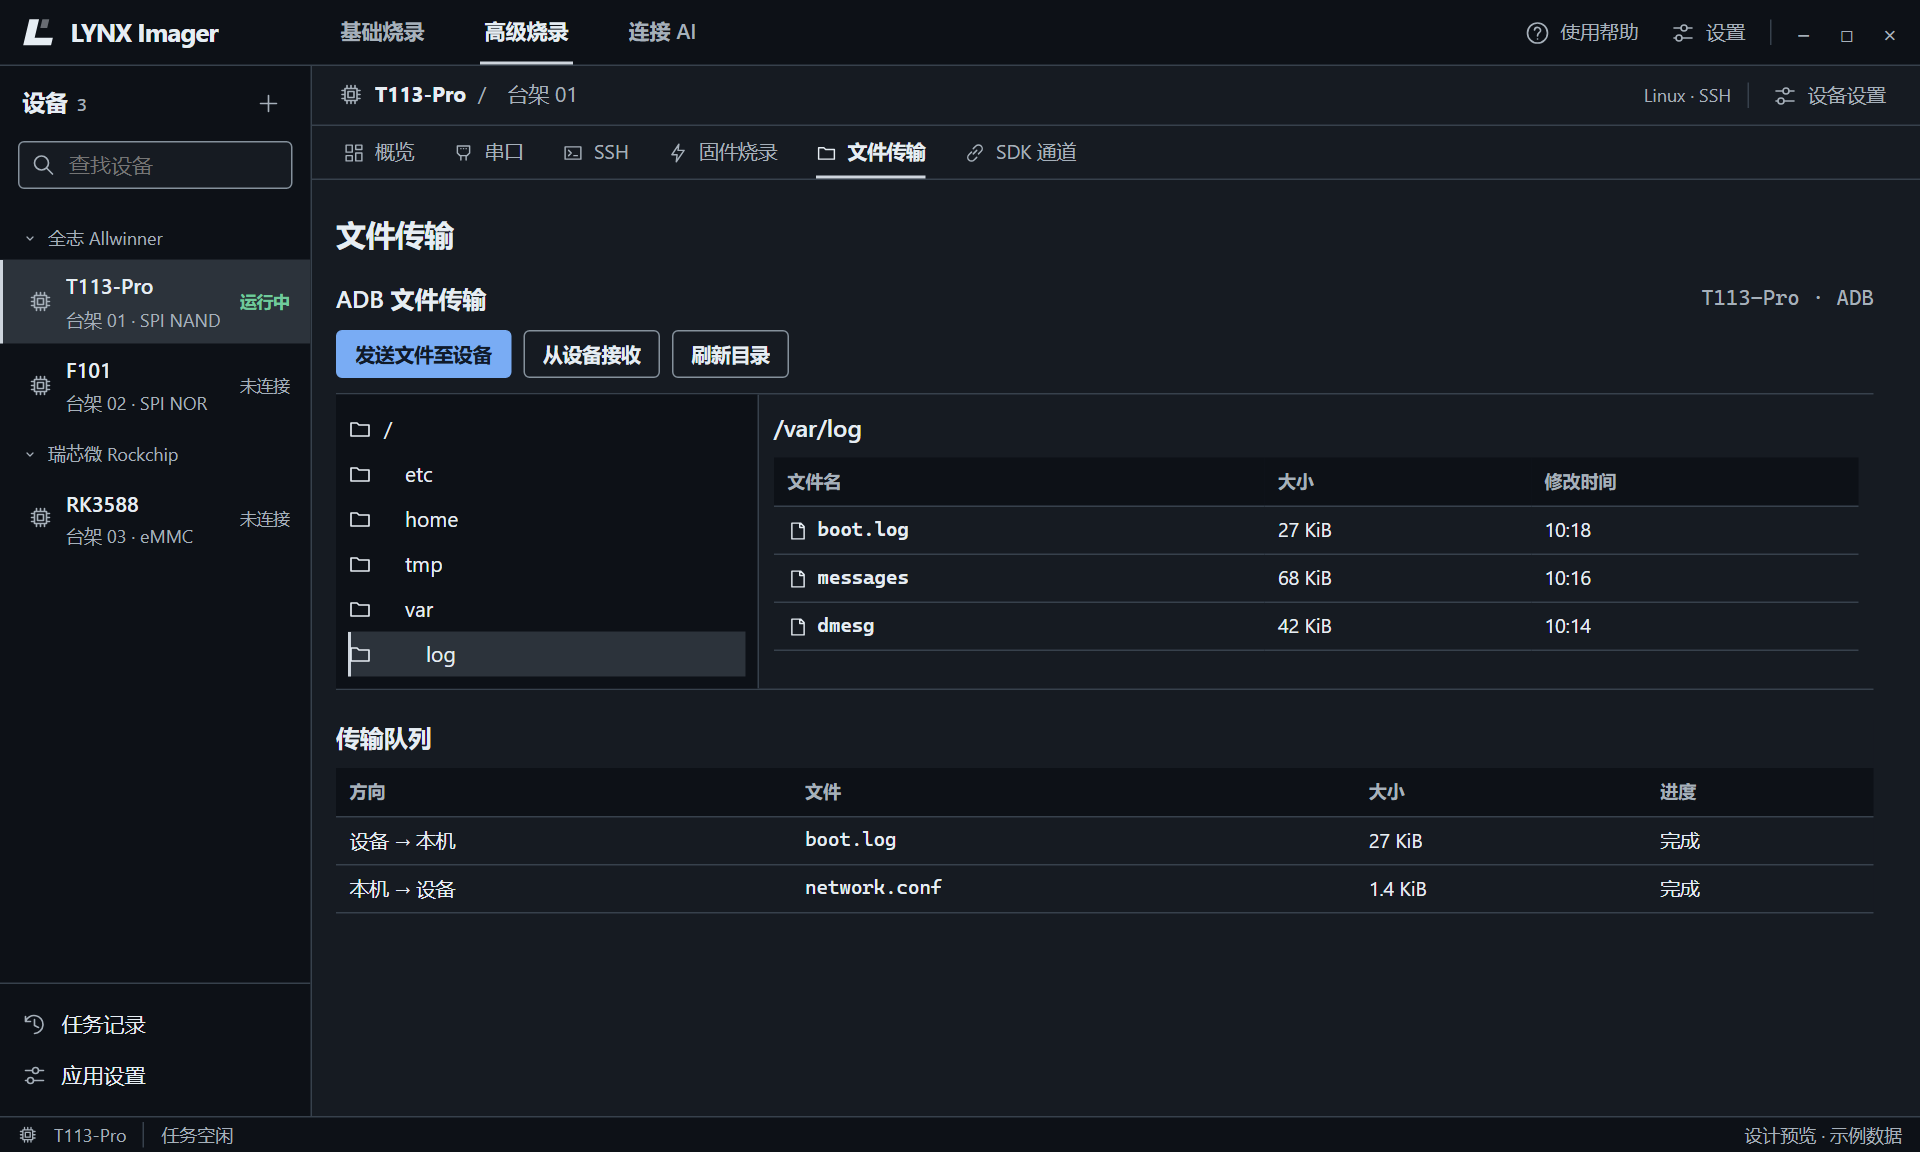 LYNX Imager
基础烧录
高级烧录
连接 AI
使用帮助
设置
设备 3
查找设备
全志 Allwinner
T113-Pro
台架 01 · SPI NAND
运行中
F101
台架 02 · SPI NOR
未连接
瑞芯微 Rockchip
RK3588
台架 03 · eMMC
未连接
任务记录
应用设置
T113-Pro / 台架 01
Linux · SSH
设备设置
概览
串口
SSH
固件烧录
文件传输
SDK 通道
文件传输
ADB 文件传输
T113-Pro · ADB
发送文件至设备
从设备接收
刷新目录
/
etc
home
tmp
var
log
/var/log
文件名 大小 修改时间
boot.log 27 KiB 10:18
messages 68 KiB 10:16
dmesg 42 KiB 10:14
传输队列
方向 文件 大小 进度
设备 → 本机 boot.log 27 KiB 完成
本机 → 设备 network.conf 1.4 KiB 完成
T113-Pro
任务空闲
设计预览 · 示例数据